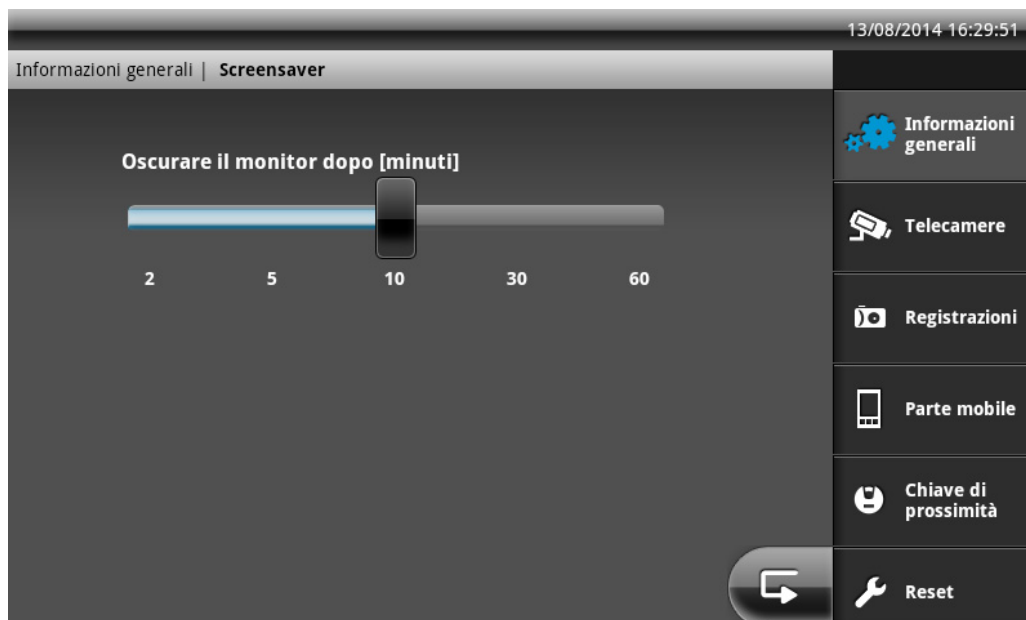 13/08/2014 16:29:51
Informazioni generali | Screensaver
Oscurare il monitor dopo [minuti]
2 5 10 30 60
Informazioni
generali
Telecamere
Registrazioni
Parte mobile
Chiave di
prossimità
Reset